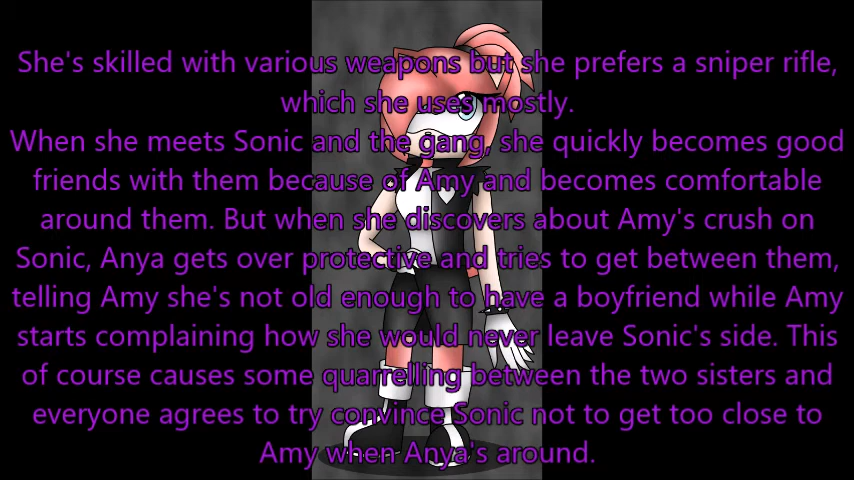 She's skilled with various weapons but she prefers a sniper rifle,
which she uses mostly.
When she meets Sonic and the gang, she quickly becomes good
friends with them because of Amy and becomes comfortable
around them. But when she discovers about Amy's crush on
Sonic, Anya gets over protective and tries to get between them,
telling Amy she's not old enough to have a boyfriend while Amy
starts complaining how she would never leave Sonic's side. This
of course causes some quarrelling between the two sisters and
everyone agrees to try convince Sonic not to get too close to
Amy when Anya's around.